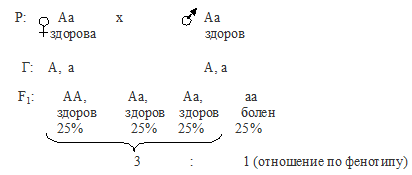 Р: ♀ Аа х ♂ Аа
здорова здоров
Г: А, а А, а
F₁: АА, Аа, Аа, аа
здоров здоров здоров болен
25% 25% 25% 25%
3 : 1 (отношение по фенотипу)